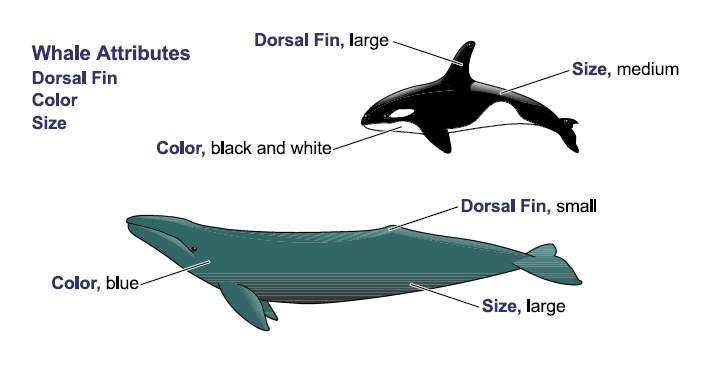 Whale Attributes
Dorsal Fin
Color
Size
Dorsal Fin, large
Size, medium
Color, black and white
Dorsal Fin, small
Color, blue
Size, large